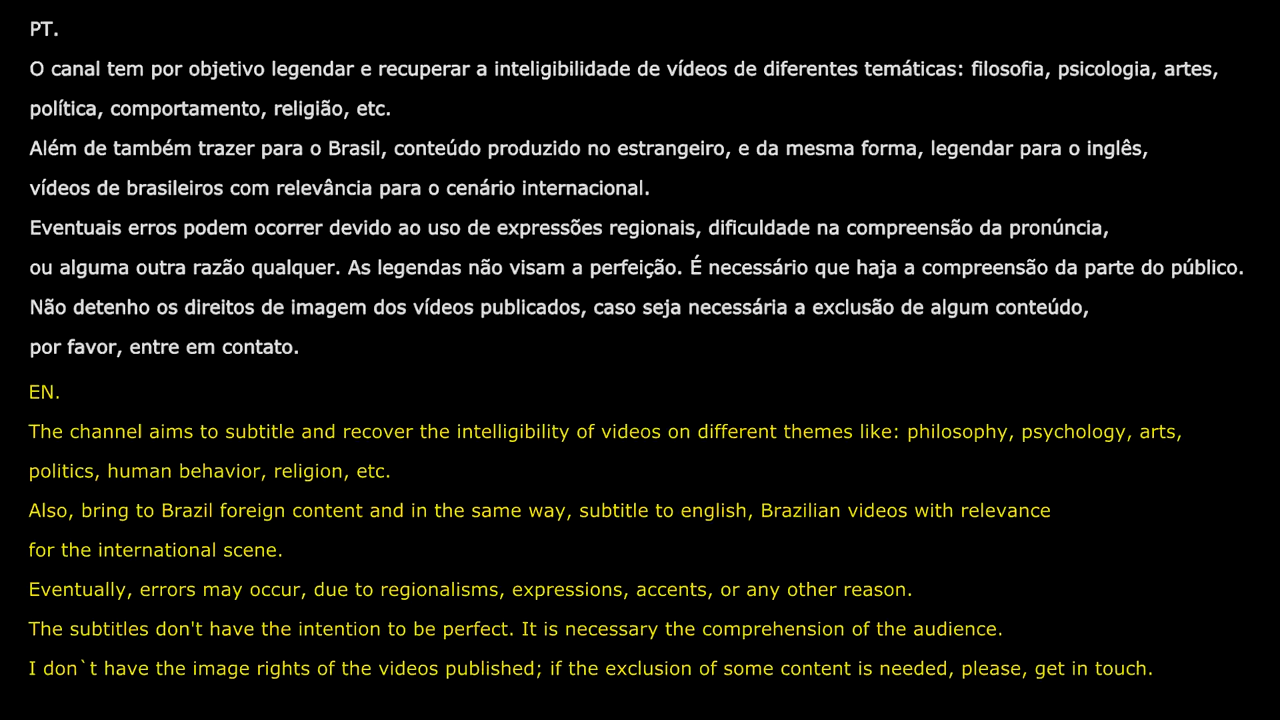 PT.
O canal tem por objetivo legendar e recuperar a inteligibilidade de vídeos de diferentes temáticas: filosofia, psicologia, artes,
política, comportamento, religião, etc.
Além de também trazer para o Brasil, conteúdo produzido no estrangeiro, e da mesma forma, legendar para o inglês,
vídeos de brasileiros com relevância para o cenário internacional.
Eventuais erros podem ocorrer devido ao uso de expressões regionais, dificuldade na compreensão da pronúncia,
ou alguma outra razão qualquer. As legendas não visam a perfeição. É necessário que haja a compreensão da parte do público.
Não detenho os direitos de imagem dos vídeos publicados, caso seja necessária a exclusão de algum conteúdo,
por favor, entre em contato.
EN.
The channel aims to subtitle and recover the intelligibility of videos on different themes like: philosophy, psychology, arts,
politics, human behavior, religion, etc.
Also, bring to Brazil foreign content and in the same way, subtitle to english, Brazilian videos with relevance
for the international scene.
Eventually, errors may occur, due to regionalisms, expressions, accents, or any other reason.
The subtitles don't have the intention to be perfect. It is necessary the comprehension of the audience.
I don`t have the image rights of the videos published; if the exclusion of some content is needed, please, get in touch.